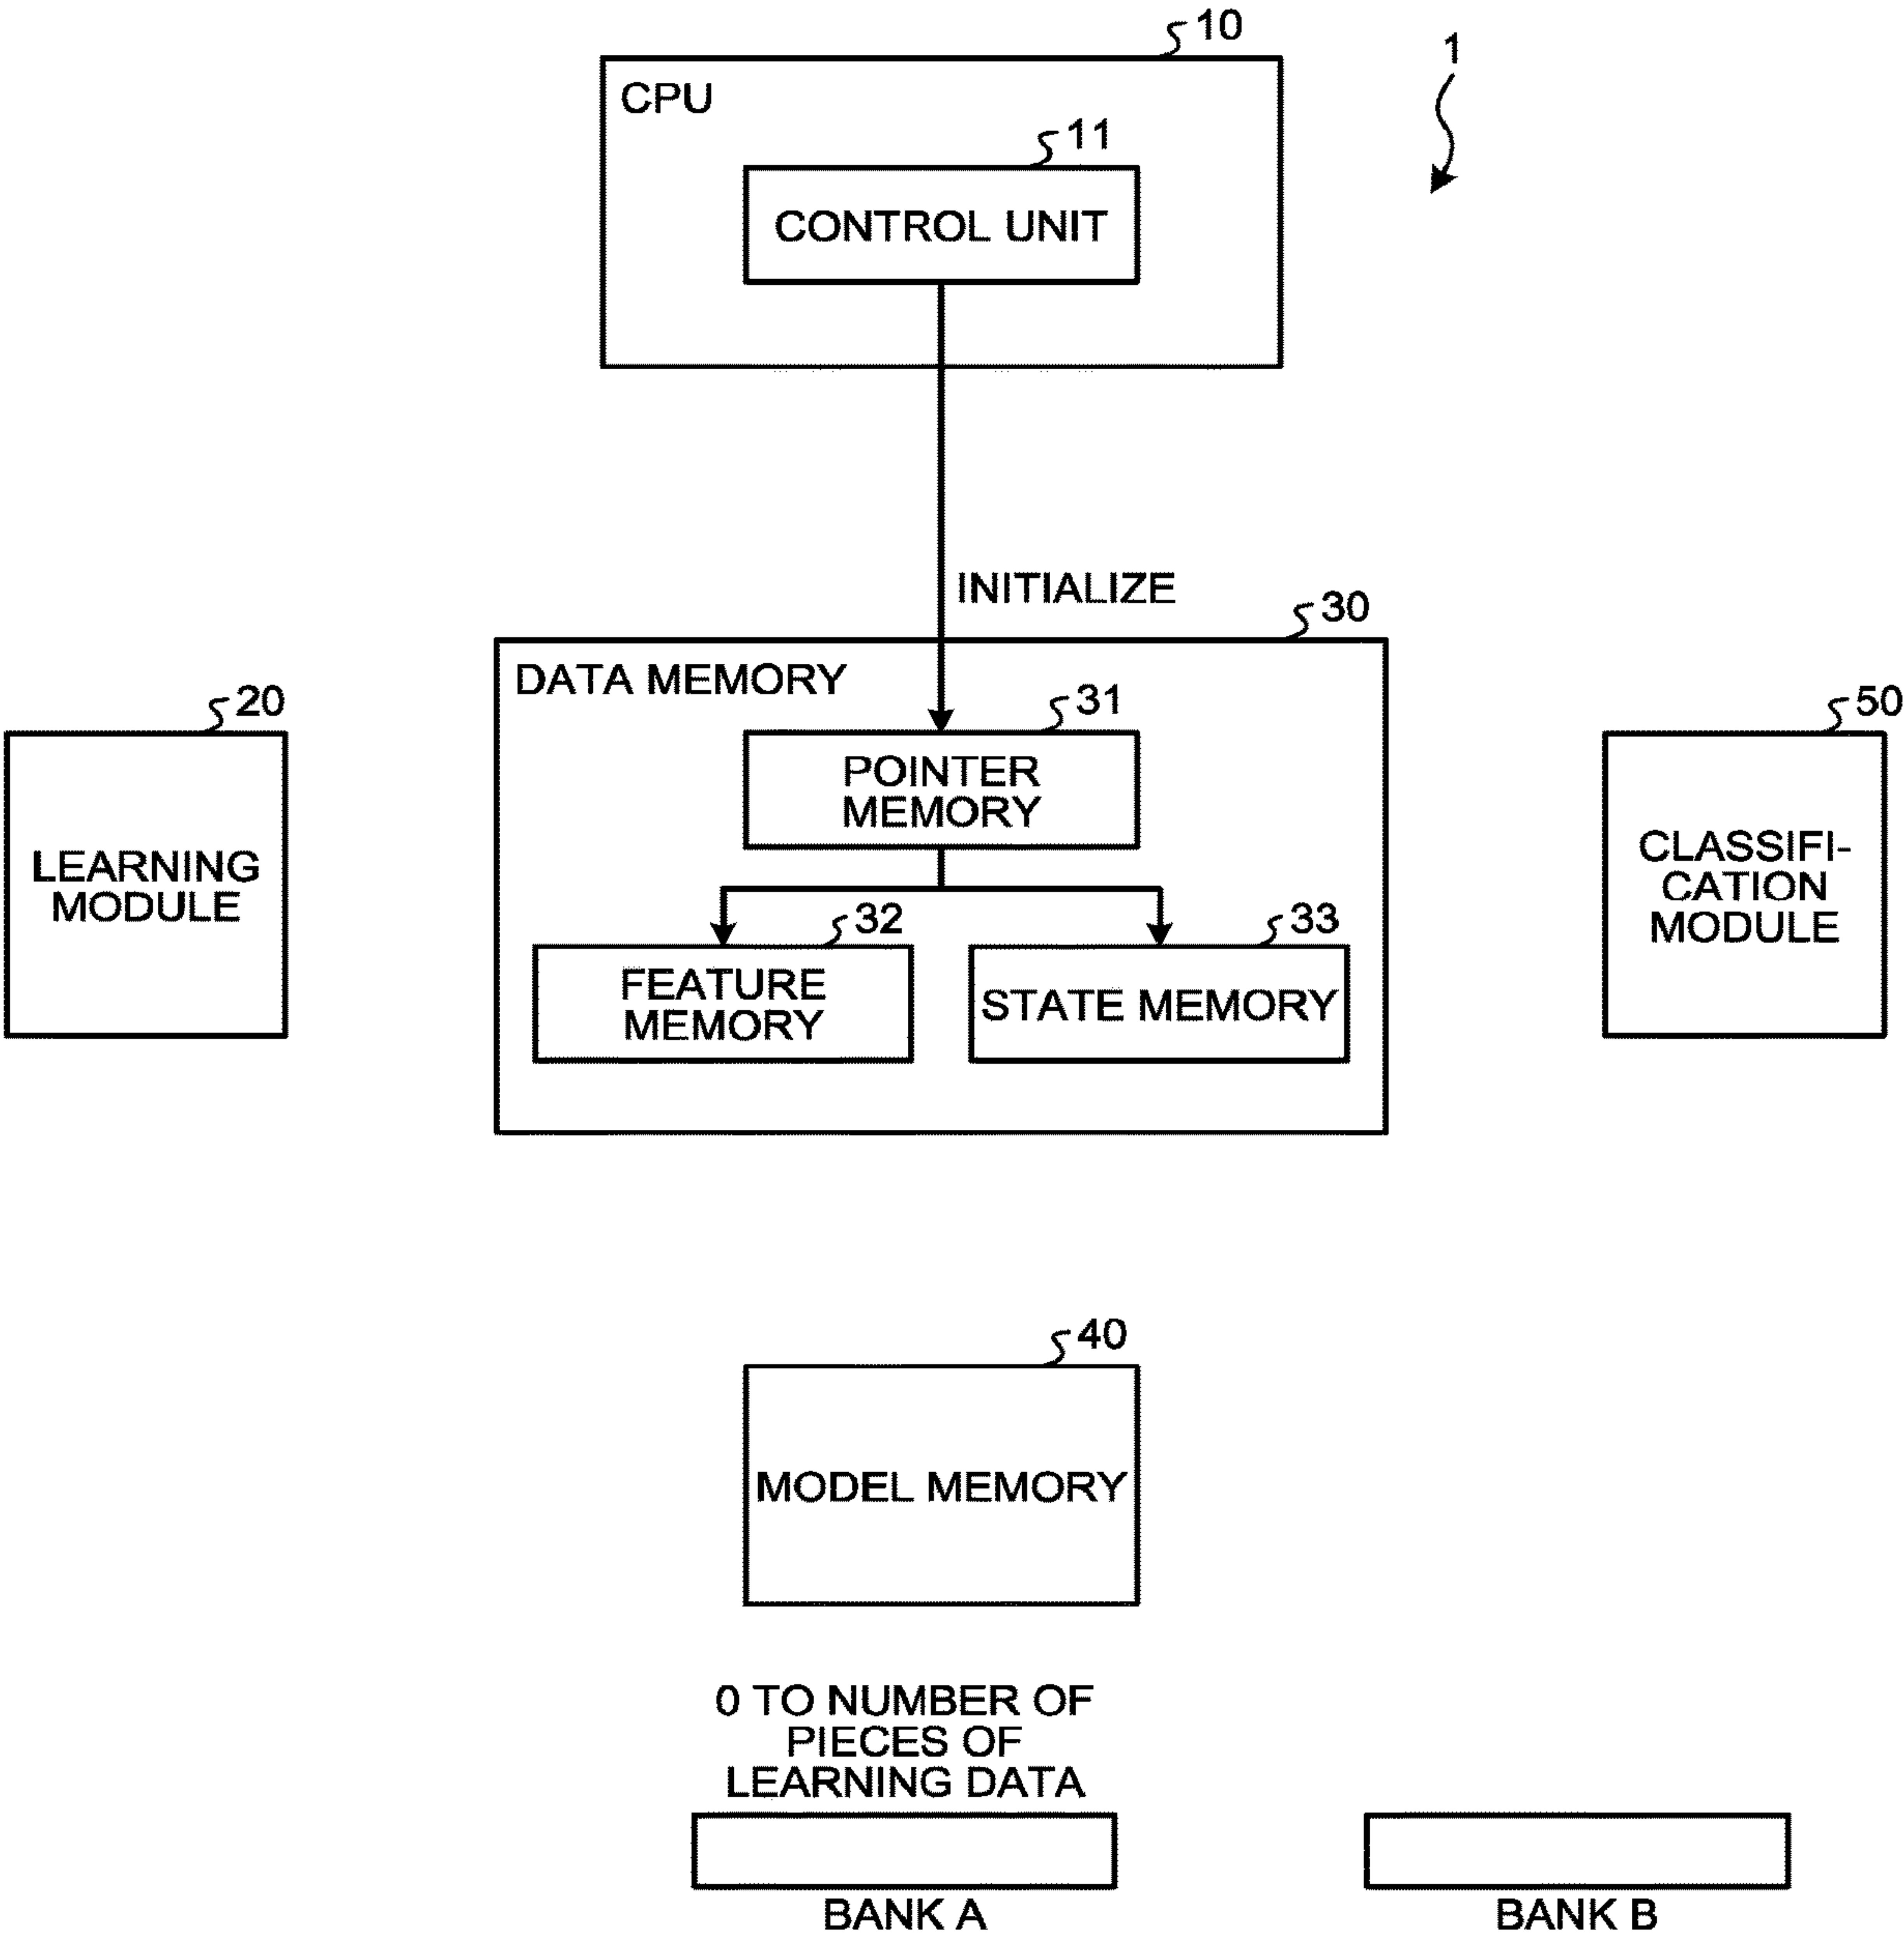 10
1
CPU
11
CONTROL UNIT
INITIALIZE
30
DATA MEMORY
20
31
50
POINTER
MEMORY
LEARNING
MODULE
CLASSIFI-
CATION
MODULE
32
33
FEATURE
MEMORY
STATE MEMORY
40
MODEL MEMORY
0 TO NUMBER OF
PIECES OF
LEARNING DATA
BANK A
BANK B